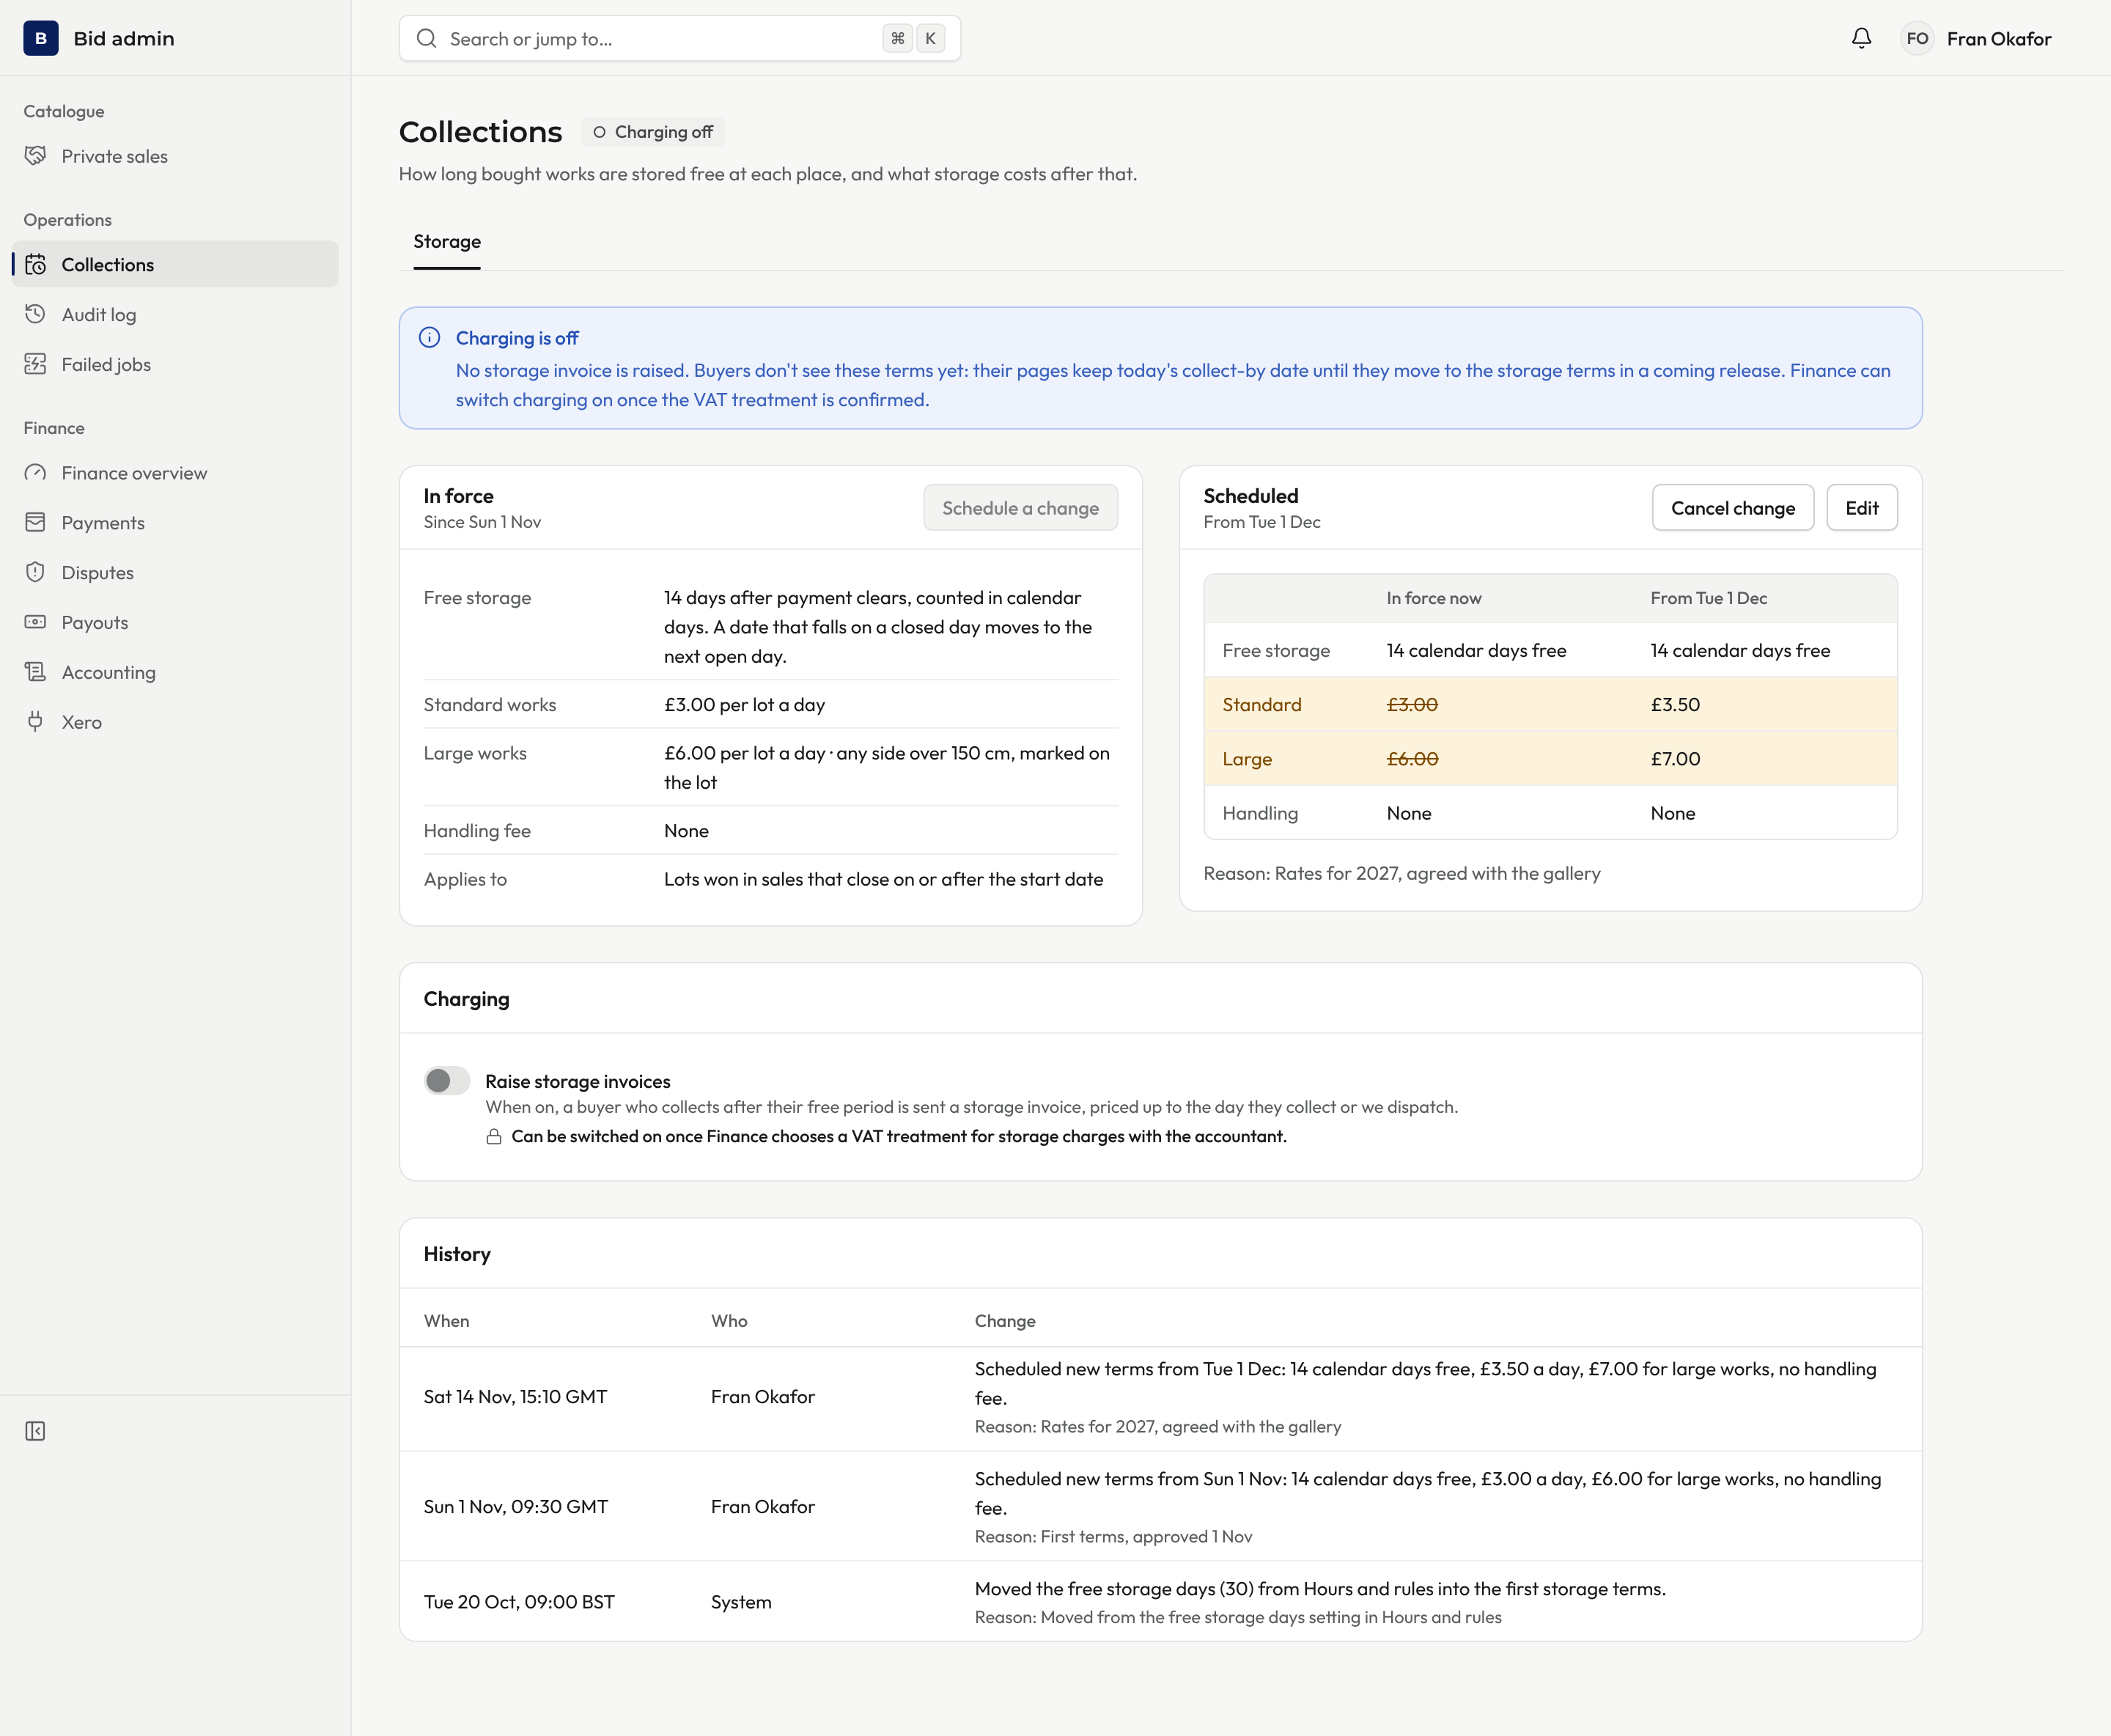 B
Bid admin
Search or jump to...
⌘ K
FO
Fran Okafor
Catalogue
Private sales
Operations
Collections
Audit log
Failed jobs
Finance
Finance overview
Payments
Disputes
Payouts
Accounting
Xero
Collections
Charging off
How long bought works are stored free at each place, and what storage costs after that.
Storage
Charging is off
No storage invoice is raised. Buyers don't see these terms yet: their pages keep today's collect-by date until they move to the storage terms in a coming release. Finance can
switch charging on once the VAT treatment is confirmed.
In force
Since Sun 1 Nov
Schedule a change
Free storage
14 days after payment clears, counted in calendar
days. A date that falls on a closed day moves to the
next open day.
Standard works
£3.00 per lot a day
Large works
£6.00 per lot a day · any side over 150 cm, marked on
the lot
Handling fee
None
Applies to
Lots won in sales that close on or after the start date
Scheduled
From Tue 1 Dec
Cancel change
Edit
In force now
From Tue 1 Dec
Free storage
14 calendar days free
14 calendar days free
Standard
£3.00
£3.50
Large
£6.00
£7.00
Handling
None
None
Reason: Rates for 2027, agreed with the gallery
Charging
Raise storage invoices
When on, a buyer who collects after their free period is sent a storage invoice, priced up to the day they collect or we dispatch.
Can be switched on once Finance chooses a VAT treatment for storage charges with the accountant.
History
When
Who
Change
Sat 14 Nov, 15:10 GMT
Fran Okafor
Scheduled new terms from Tue 1 Dec: 14 calendar days free, £3.50 a day, £7.00 for large works, no handling
fee.
Reason: Rates for 2027, agreed with the gallery
Sun 1 Nov, 09:30 GMT
Fran Okafor
Scheduled new terms from Sun 1 Nov: 14 calendar days free, £3.00 a day, £6.00 for large works, no handling
fee.
Reason: First terms, approved 1 Nov
Tue 20 Oct, 09:00 BST
System
Moved the free storage days (30) from Hours and rules into the first storage terms.
Reason: Moved from the free storage days setting in Hours and rules